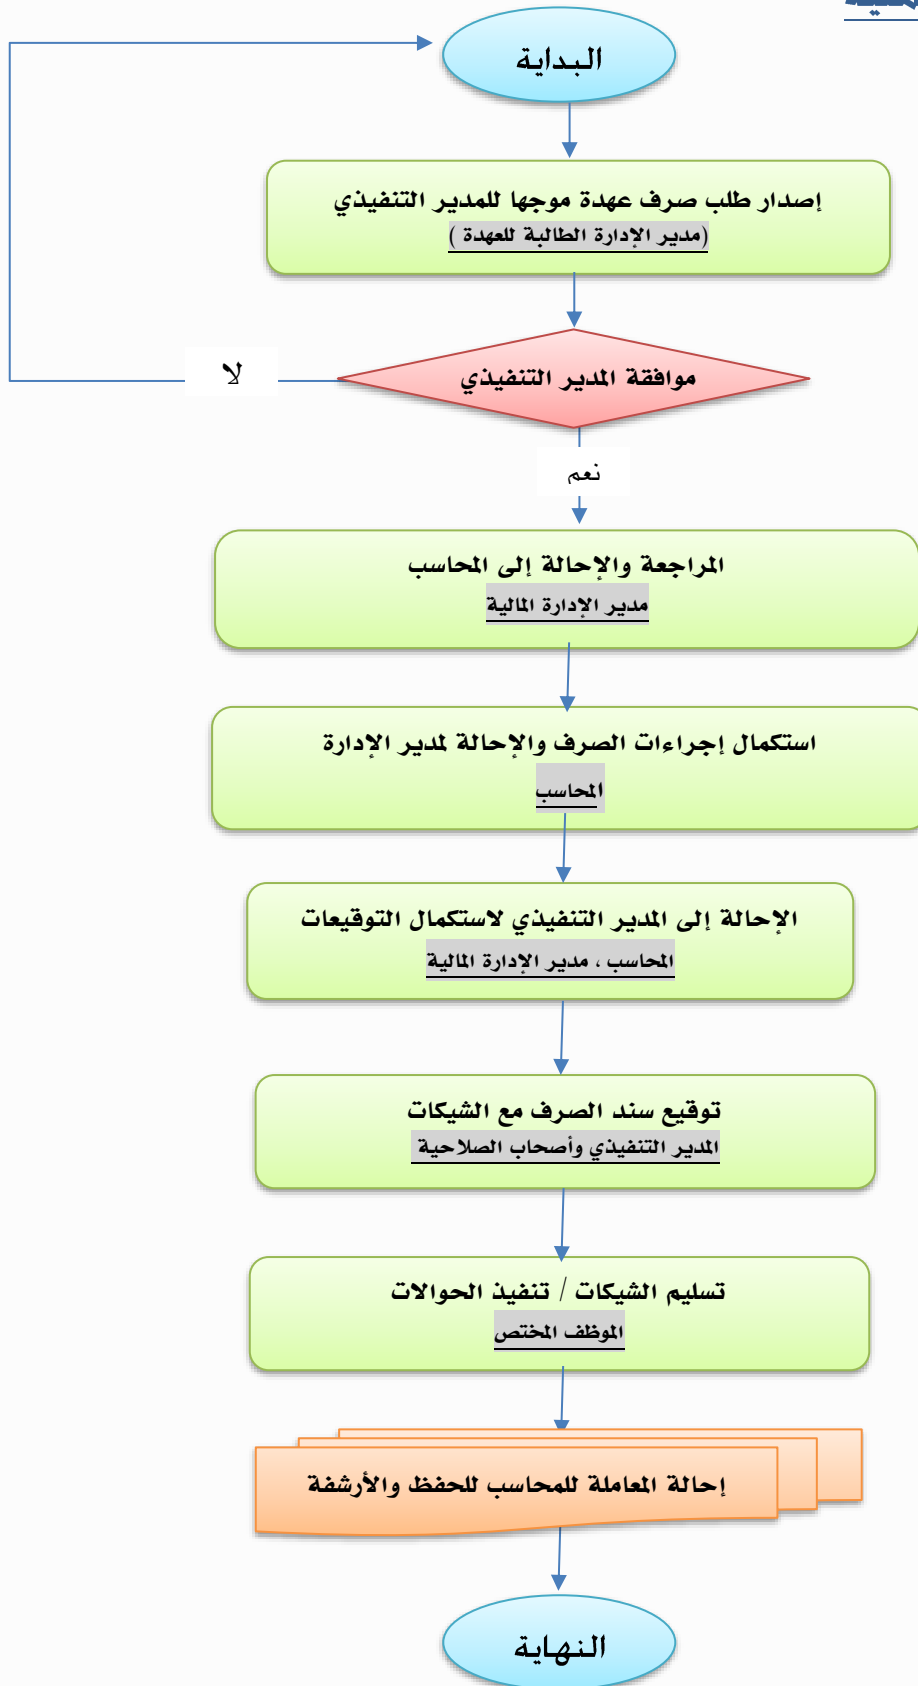 البداية
إصدار طلب صرف عهدة موجها للمدير التنفيذي
(مدير الإدارة الطالبة للعهدة )
موافقة المدير التنفيذي
لا
نعم
المراجعة والإحالة إلى المحاسب
مدير الإدارة المالية
استكمال إجراءات الصرف والإحالة لمدير الإدارة
المحاسب
الإحالة إلى المدير التنفيذي لاستكمال التوقيعات
المحاسب ، مدير الإدارة المالية
توقيع سند الصرف مع الشيكات
المدير التنفيذي وأصحاب الصلاحية
تسليم الشيكات / تنفيذ الحوالات
الموظف المختص
إحالة المعاملة للمحاسب للحفظ والأرشفة
النهاية